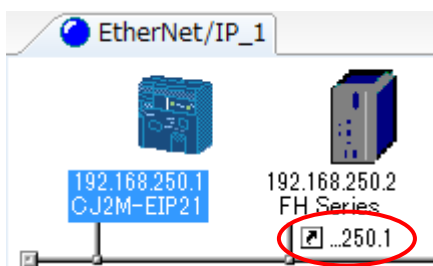 EtherNet/IP_1
192.168.250.1
CJ2M-EIP21
192.168.250.2
FH Series
...250.1